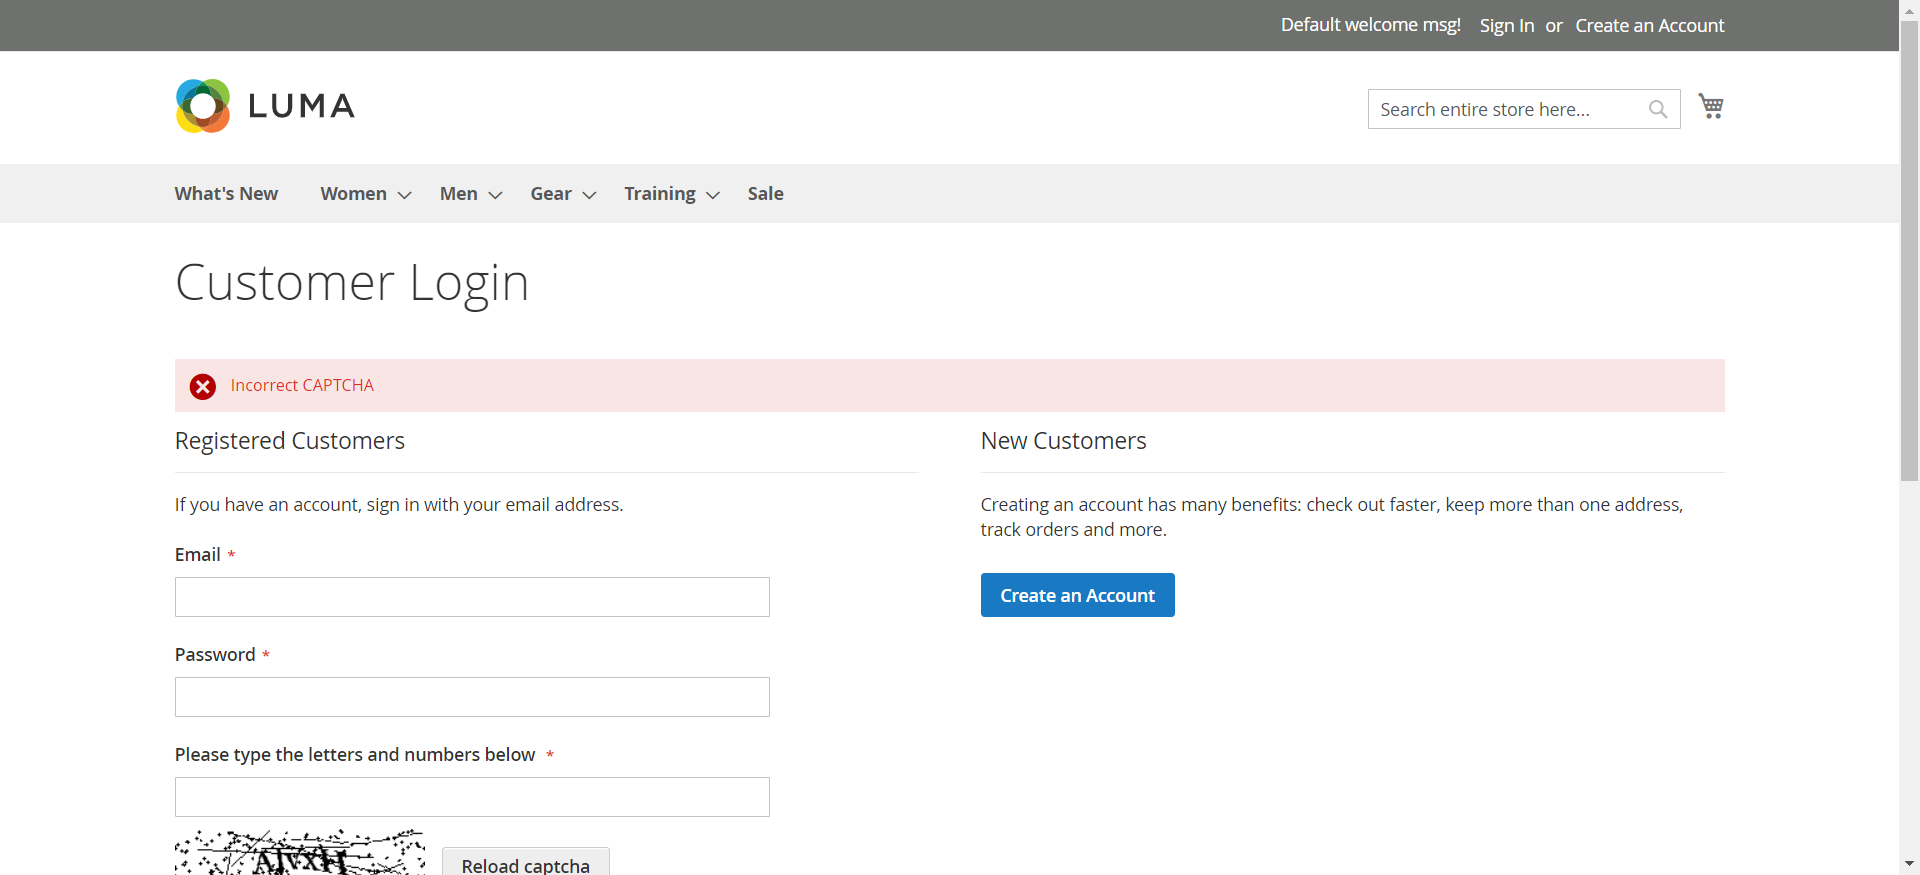 Default welcome msg! Sign In or Create an Account
LUMA
Search entire store here...
What's New Women Men Gear Training Sale
Customer Login
Incorrect CAPTCHA
Registered Customers
If you have an account, sign in with your email address.
Email *
Password *
Please type the letters and numbers below *
Reload captcha
New Customers
Creating an account has many benefits: check out faster, keep more than one address,
track orders and more.
Create an Account